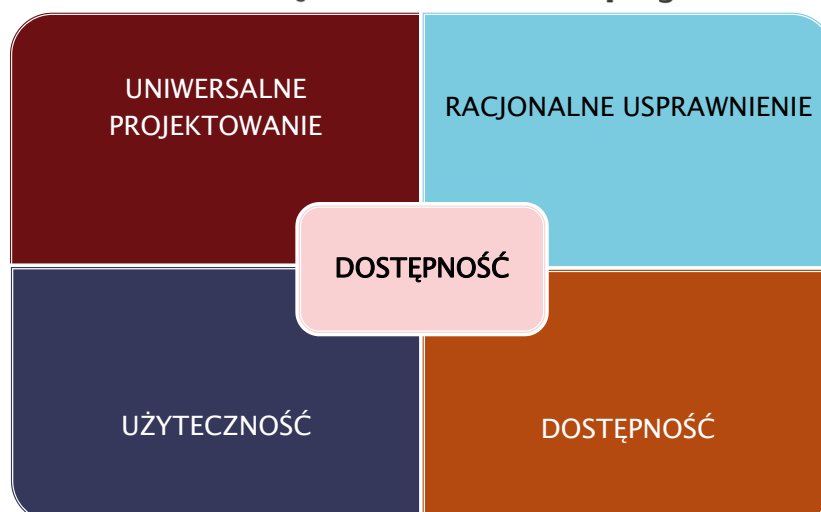 UNIWERSALNE
PROJEKTOWANIE
RACJONALNE USPRAWNIENIE
DOSTĘPNOŚĆ
UŻYTECZNOŚĆ
DOSTĘPNOŚĆ